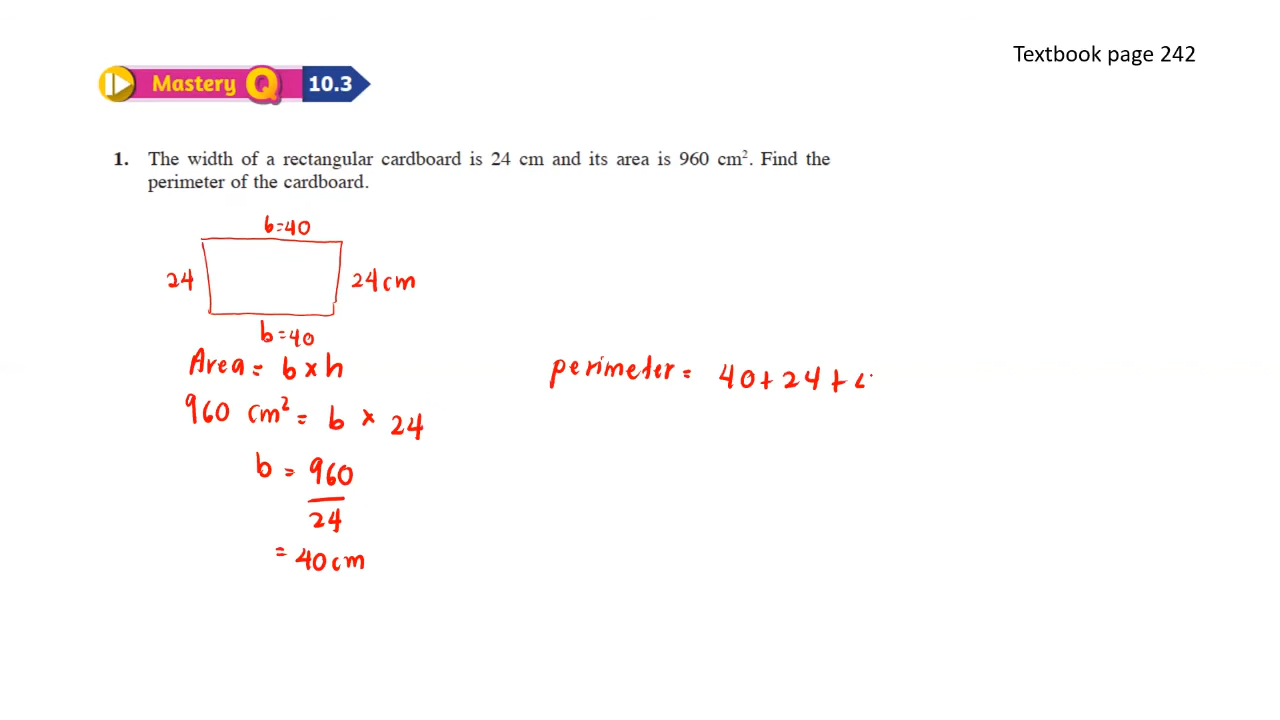 Textbook page 242
Mastery Q 10.3
1. The width of a rectangular cardboard is 24 cm and its area is 960 cm². Find the
perimeter of the cardboard.
b=40
24
24cm
b=40
Area = b × h
960 cm² = b × 24
b = 960
24
= 40cm
perimeter = 40 + 24 +